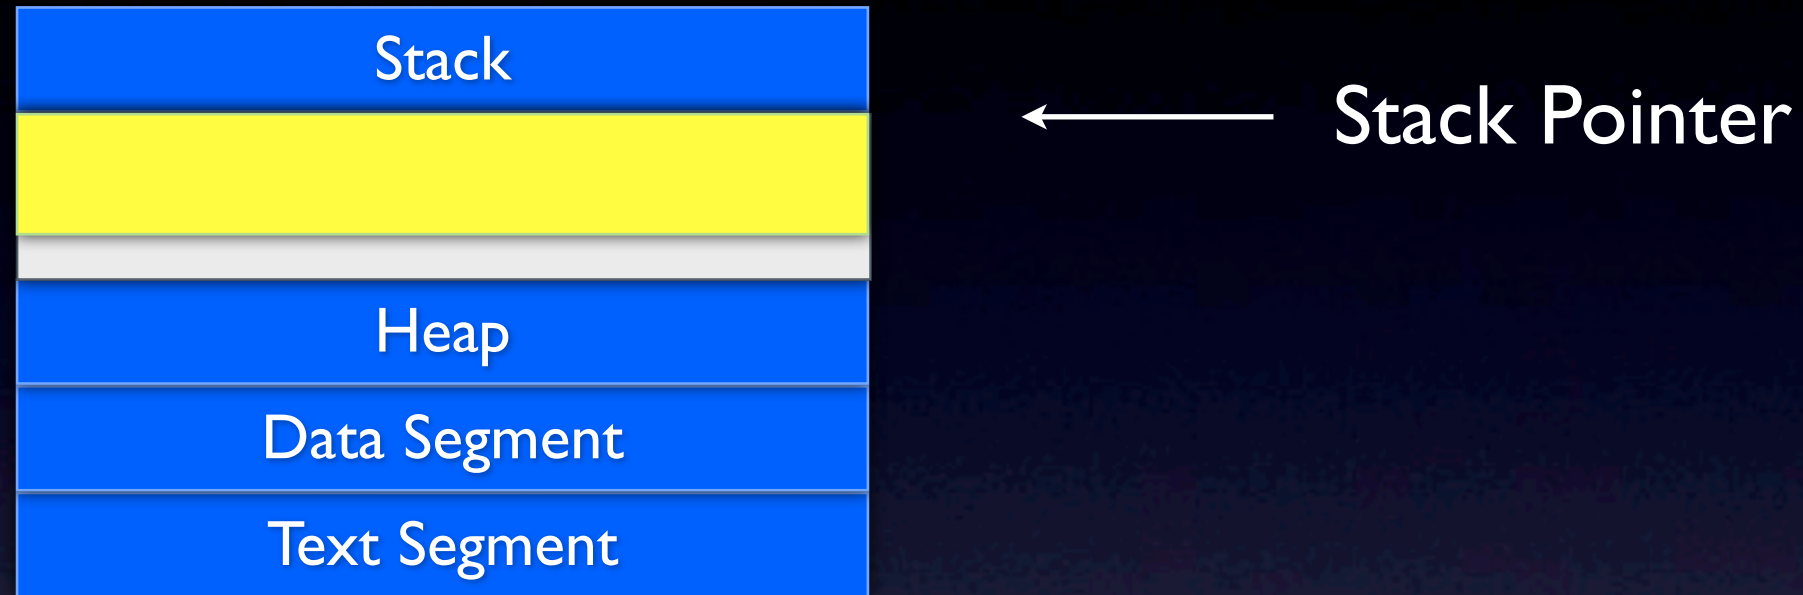 Stack
Stack Pointer
Heap
Data Segment
Text Segment